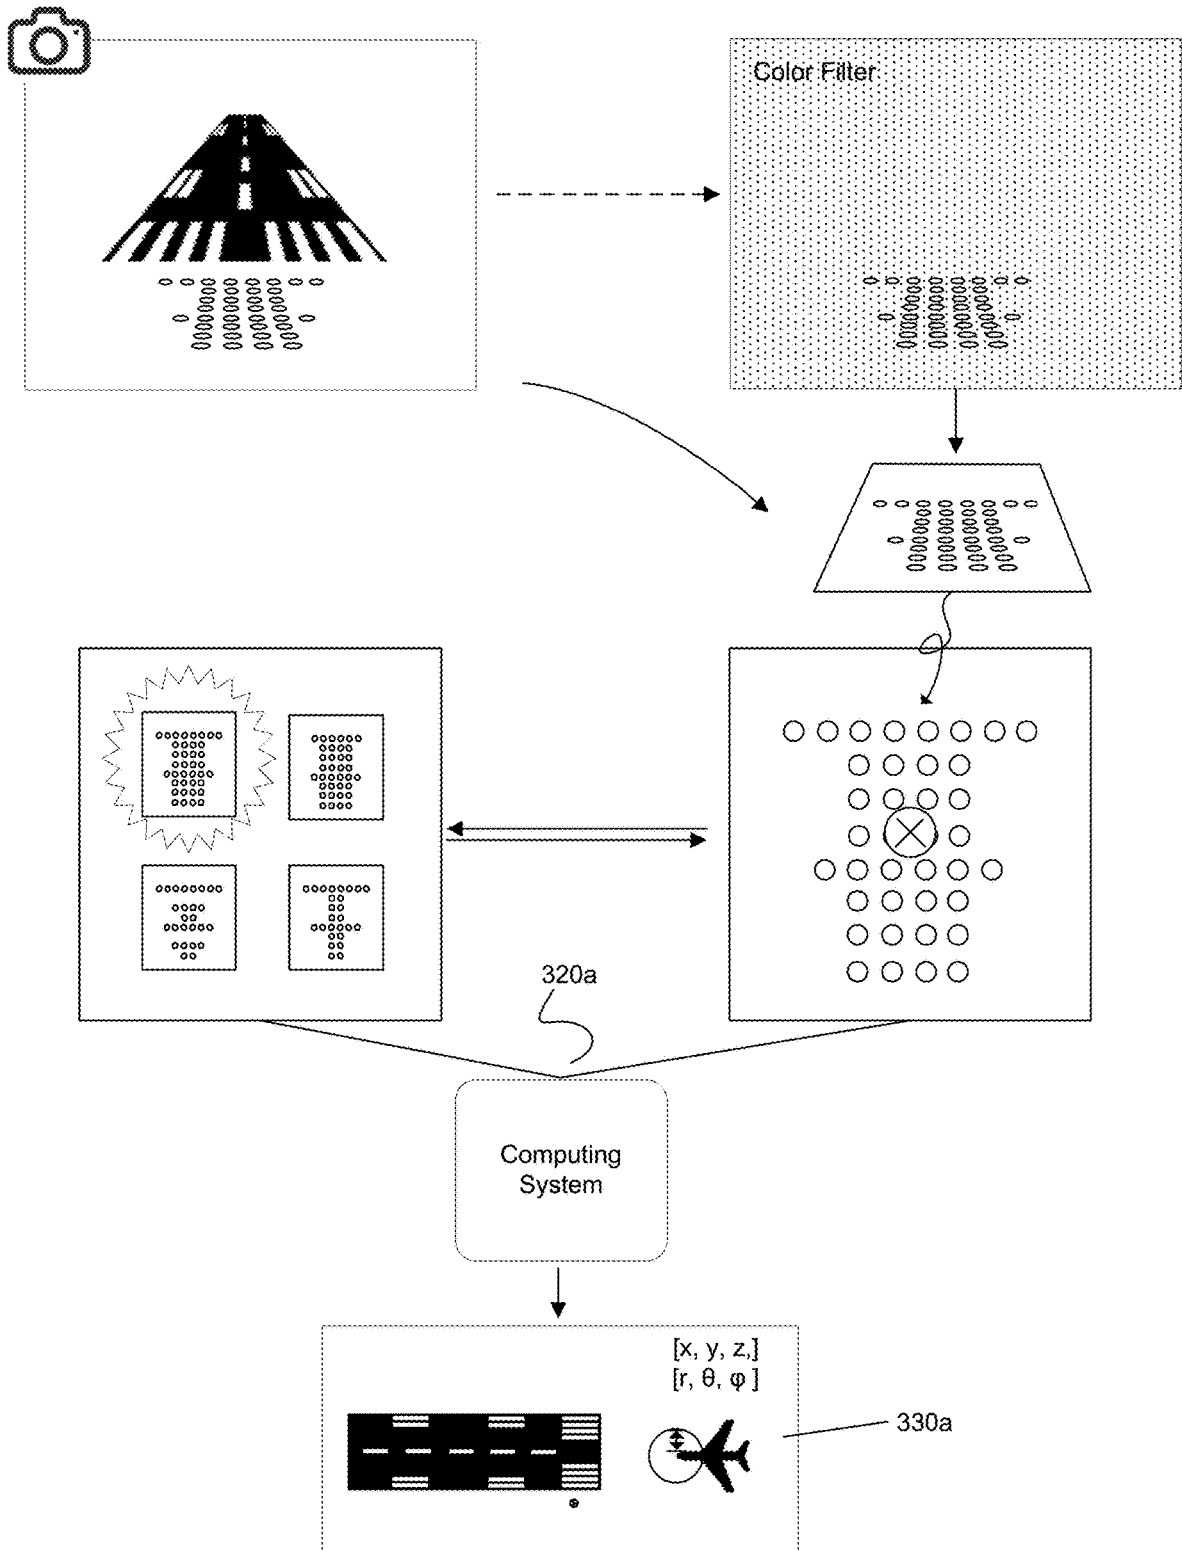 Color Filter
320a
Computing
System
[x, y, z,]
[r, θ, φ ]
330a